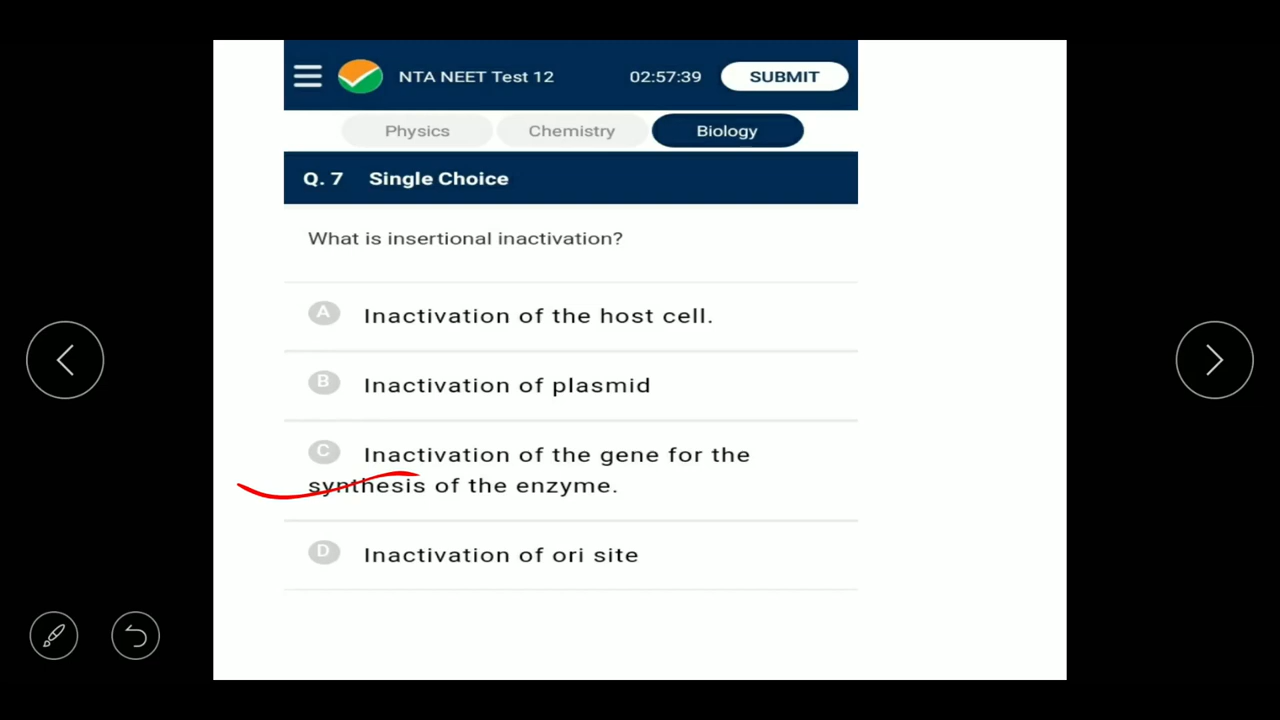 NTA NEET Test 12 02:57:39 SUBMIT
Physics Chemistry Biology
Q. 7 Single Choice
What is insertional inactivation?
A Inactivation of the host cell.
B Inactivation of plasmid
C Inactivation of the gene for the
synthesis of the enzyme.
D Inactivation of ori site